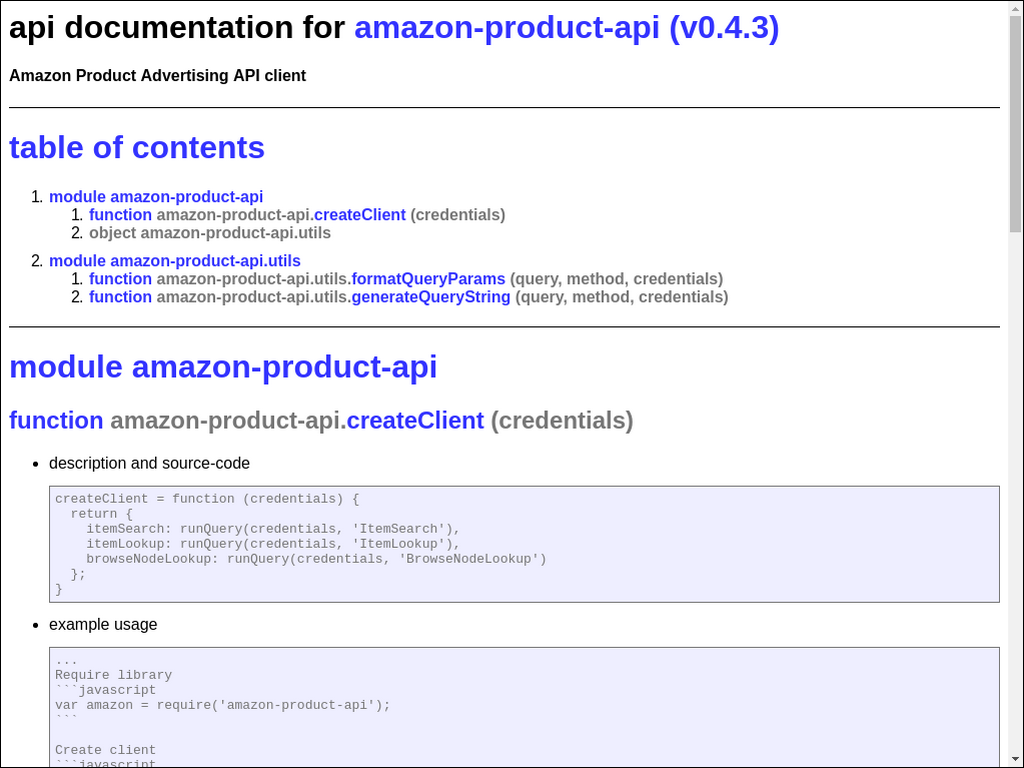 api documentation for amazon-product-api (v0.4.3)
Amazon Product Advertising API client
table of contents
1. module amazon-product-api
1. function amazon-product-api.createClient (credentials)
2. object amazon-product-api.utils
2. module amazon-product-api.utils
1. function amazon-product-api.utils.formatQueryParams (query, method, credentials)
2. function amazon-product-api.utils.generateQueryString (query, method, credentials)
module amazon-product-api
function amazon-product-api.createClient (credentials)
• description and source-code
createClient = function (credentials) {
  return {
    itemSearch: runQuery(credentials, 'ItemSearch'),
    itemLookup: runQuery(credentials, 'ItemLookup'),
    browseNodeLookup: runQuery(credentials, 'BrowseNodeLookup')
  };
}
• example usage
...
Require library
```javascript
var amazon = require('amazon-product-api');
```
Create client
```javascript